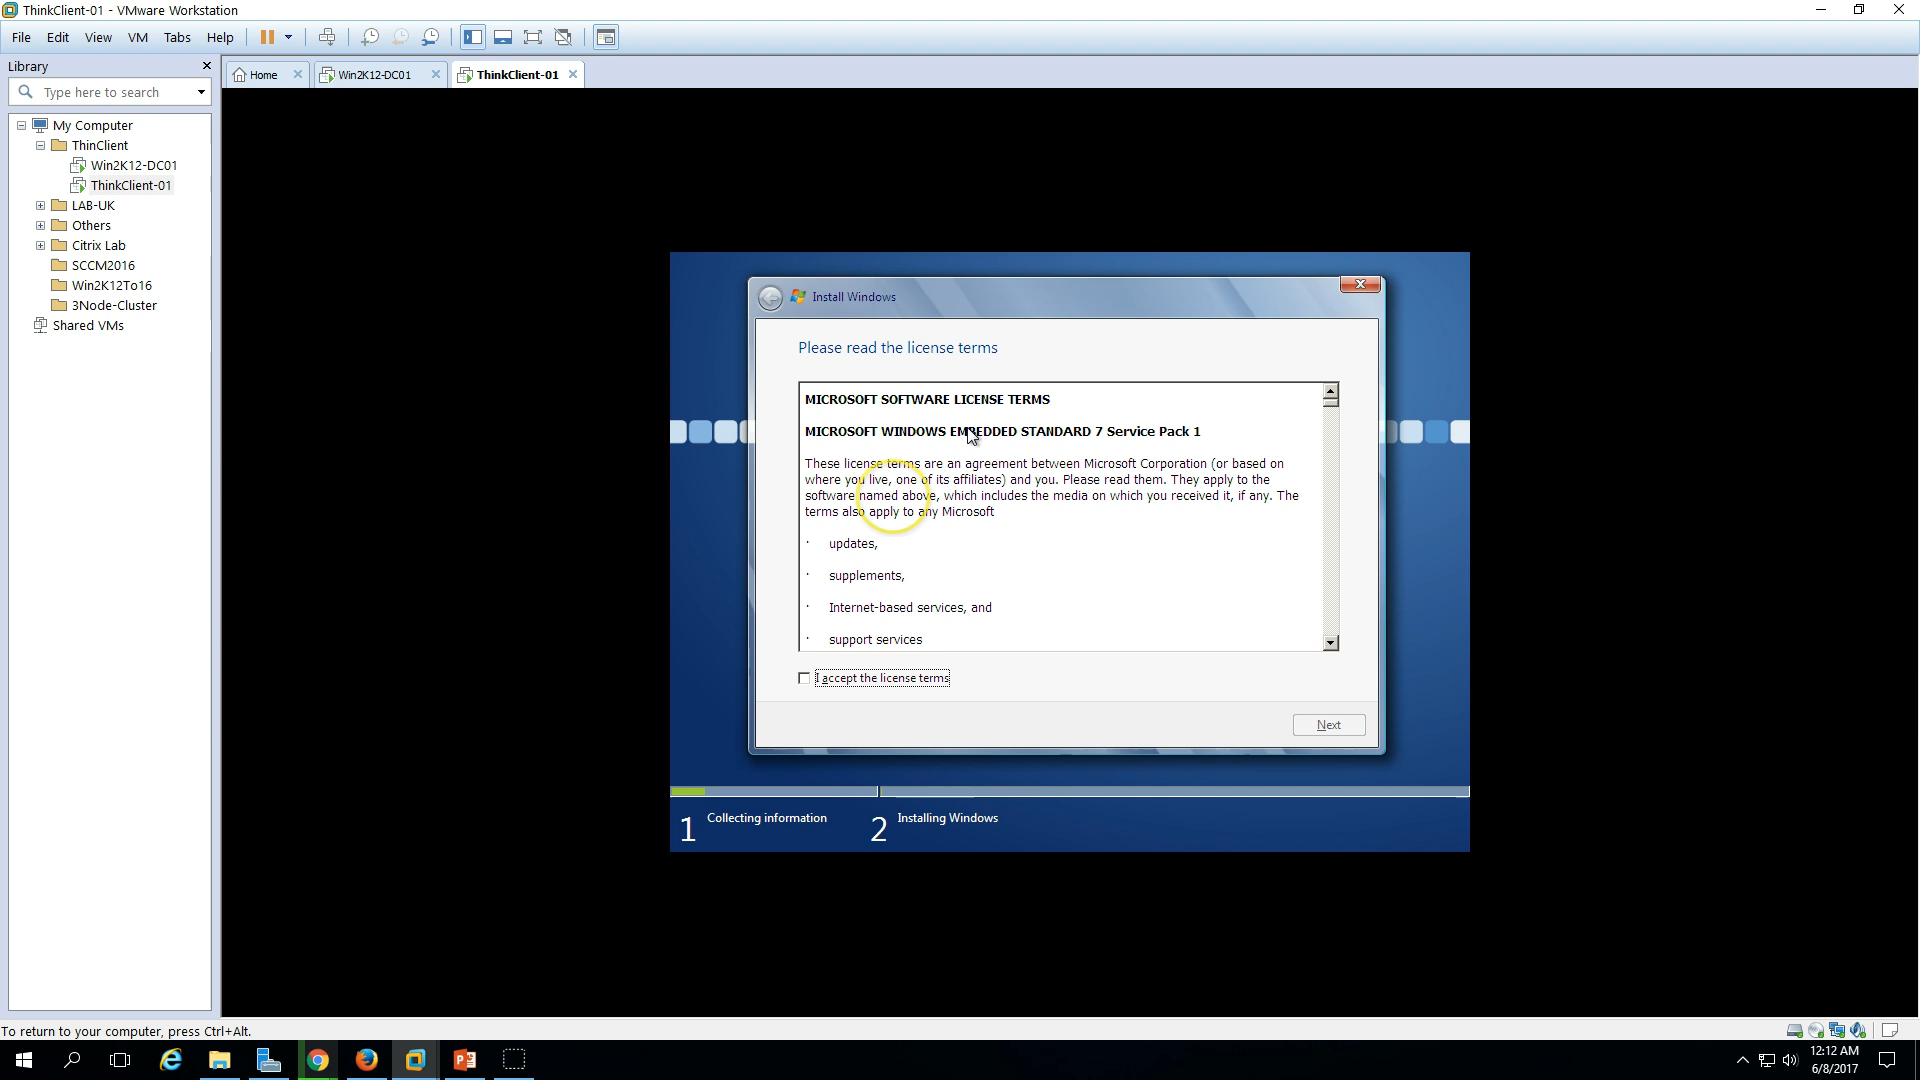 ThinkClient-01 - VMware Workstation
File Edit View VM Tabs Help
Library
Type here to search
Home
Win2K12-DC01
ThinkClient-01
My Computer
ThinClient
Win2K12-DC01
ThinkClient-01
LAB-UK
Others
Citrix Lab
SCCM2016
Win2K12To16
3Node-Cluster
Shared VMs
Install Windows
Please read the license terms
MICROSOFT SOFTWARE LICENSE TERMS
MICROSOFT WINDOWS EMBEDDED STANDARD 7 Service Pack 1
These license terms are an agreement between Microsoft Corporation (or based on
where you live, one of its affiliates) and you. Please read them. They apply to the
software named above, which includes the media on which you received it, if any. The
terms also apply to any Microsoft
· updates,
· supplements,
· Internet-based services, and
· support services
I accept the license terms
Next
1 Collecting information
2 Installing Windows
To return to your computer, press Ctrl+Alt.
12:12 AM
6/8/2017